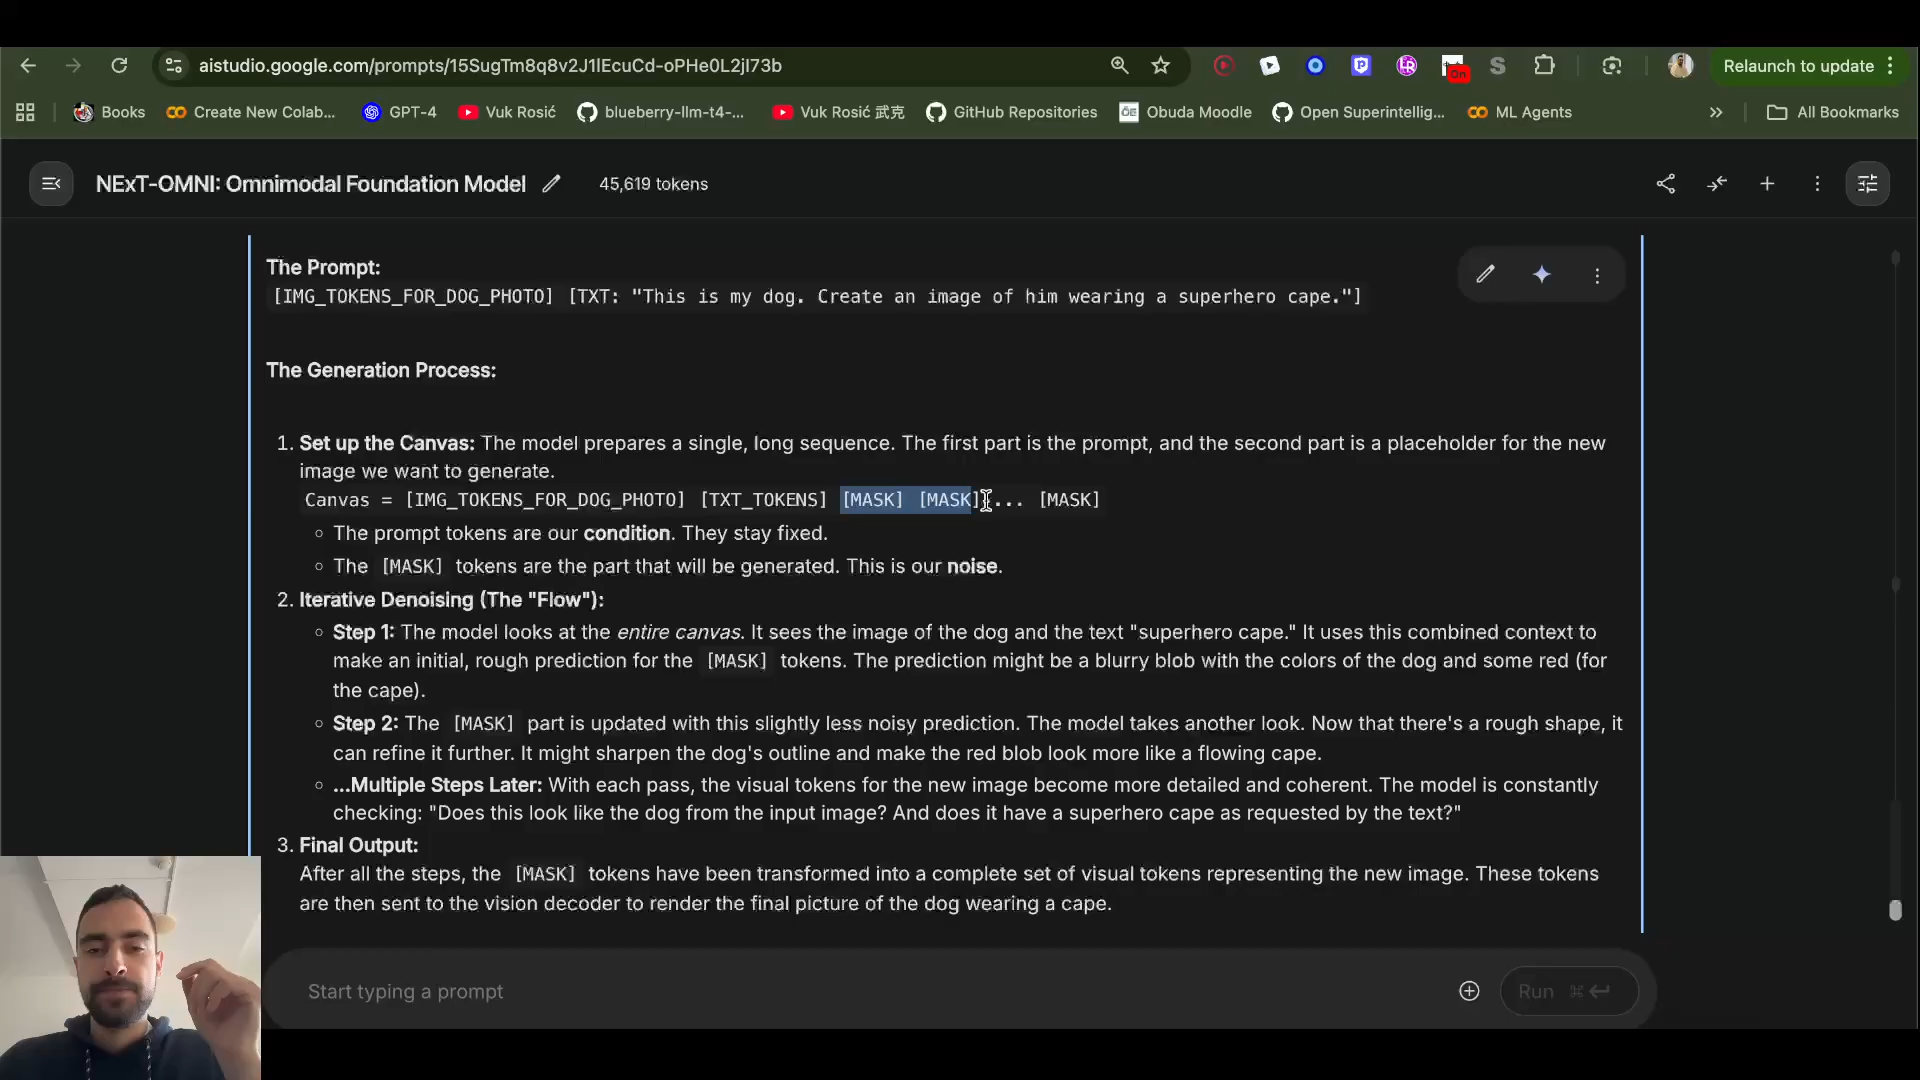 aistudio.google.com/prompts/15SugTm8q8v2J1lEcuCd-oPHe0L2jI73b
On
Relaunch to update
Books
Create New Colab...
GPT-4
Vuk Rosić
blueberry-llm-t4-...
Vuk Rosić 武克
GitHub Repositories
Obuda Moodle
Open Superintellig...
ML Agents
All Bookmarks
NExT-OMNI: Omnimodal Foundation Model
45,619 tokens
The Prompt:
[IMG_TOKENS_FOR_DOG_PHOTO] [TXT: "This is my dog. Create an image of him wearing a superhero cape."]
The Generation Process:
1. Set up the Canvas: The model prepares a single, long sequence. The first part is the prompt, and the second part is a placeholder for the new
image we want to generate.
Canvas = [IMG_TOKENS_FOR_DOG_PHOTO] [TXT_TOKENS] [MASK] [MASK] ... [MASK]
The prompt tokens are our condition. They stay fixed.
The [MASK] tokens are the part that will be generated. This is our noise.
2. Iterative Denoising (The "Flow"):
Step 1: The model looks at the entire canvas. It sees the image of the dog and the text "superhero cape." It uses this combined context to
make an initial, rough prediction for the [MASK] tokens. The prediction might be a blurry blob with the colors of the dog and some red (for
the cape).
Step 2: The [MASK] part is updated with this slightly less noisy prediction. The model takes another look. Now that there's a rough shape, it
can refine it further. It might sharpen the dog's outline and make the red blob look more like a flowing cape.
...Multiple Steps Later: With each pass, the visual tokens for the new image become more detailed and coherent. The model is constantly
checking: "Does this look like the dog from the input image? And does it have a superhero cape as requested by the text?"
3. Final Output:
After all the steps, the [MASK] tokens have been transformed into a complete set of visual tokens representing the new image. These tokens
are then sent to the vision decoder to render the final picture of the dog wearing a cape.
Start typing a prompt
Run